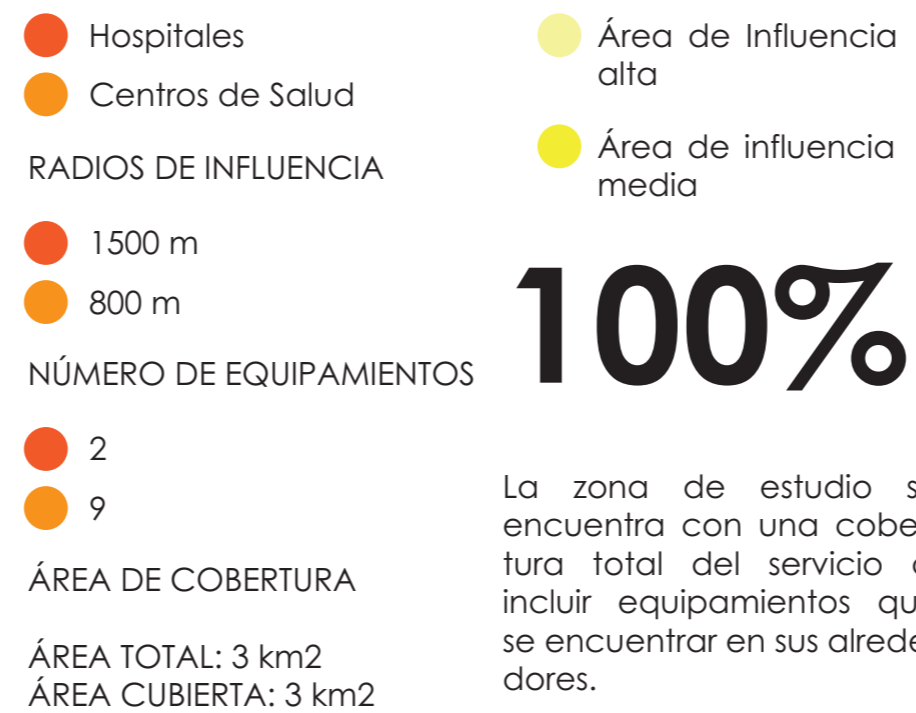 Hospitales
Centros de Salud
RADIOS DE INFLUENCIA
1500 m
800 m
NÚMERO DE EQUIPAMIENTOS
2
9
ÁREA DE COBERTURA
ÁREA TOTAL: 3 km2
ÁREA CUBIERTA: 3 km2
Área de Influencia
alta
Área de influencia
media
100%
La zona de estudio
encuentra con una cober
tura total del servicio
incluir equipamientos
se encuentrar en sus alrede
dores.